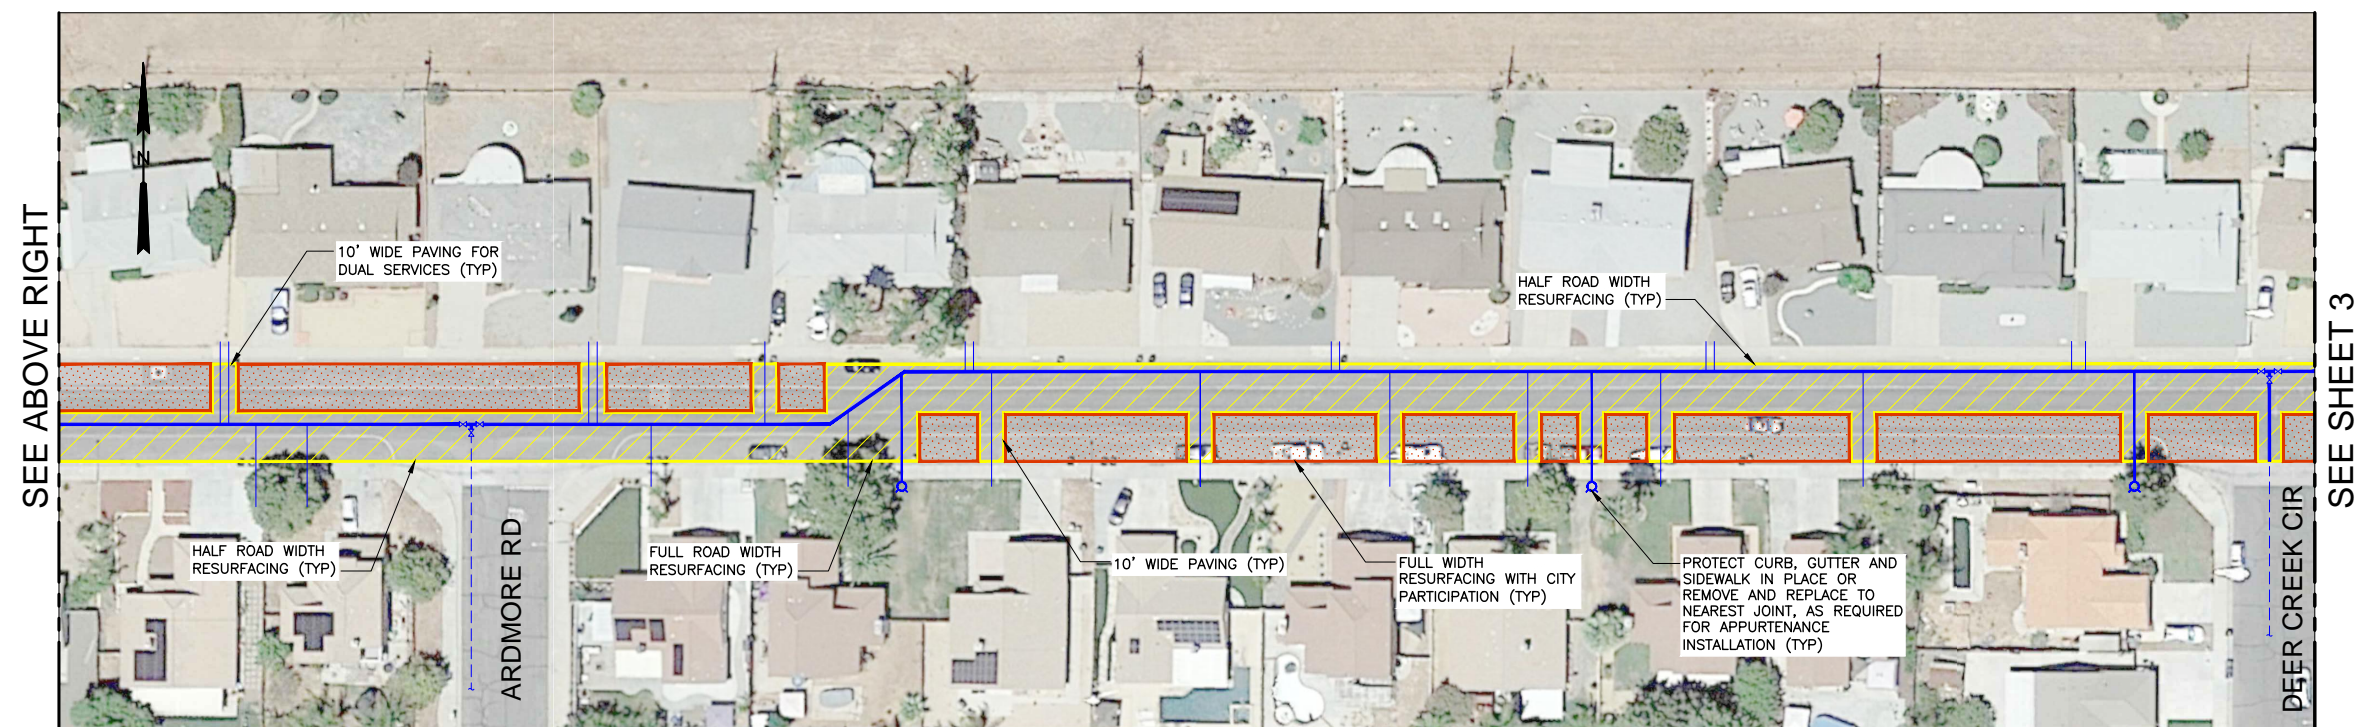 SEE ABOVE RIGHT
N
10' WIDE PAVING FOR
DUAL SERVICES (TYP)
HALF ROAD WIDTH
RESURFACING (TYP)
SEE SHEET 3
HALF ROAD WIDTH
RESURFACING (TYP)
ARDMORE RD
FULL ROAD WIDTH
RESURFACING (TYP)
10' WIDE PAVING (TYP)
FULL WIDTH
RESURFACING WITH CITY
PARTICIPATION (TYP)
PROTECT CURB, GUTTER AND
SIDEWALK IN PLACE OR
REMOVE AND REPLACE TO
NEAREST JOINT, AS REQUIRED
FOR APPURTENANCE
INSTALLATION (TYP)
DEER CREEK CIR